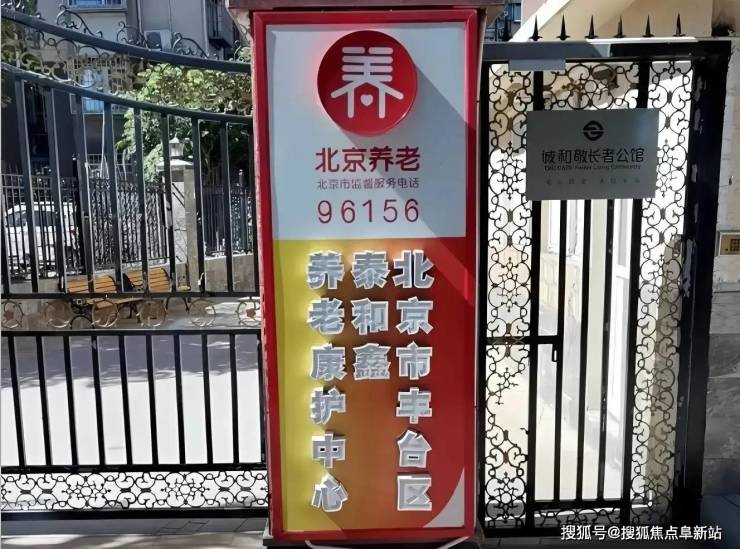 养
北京养老
北京市监督服务电话
96156
北京市丰台区
泰和鑫
养老康护中心
诚和敬长者公馆
搜狐号@搜狐焦点阜新站